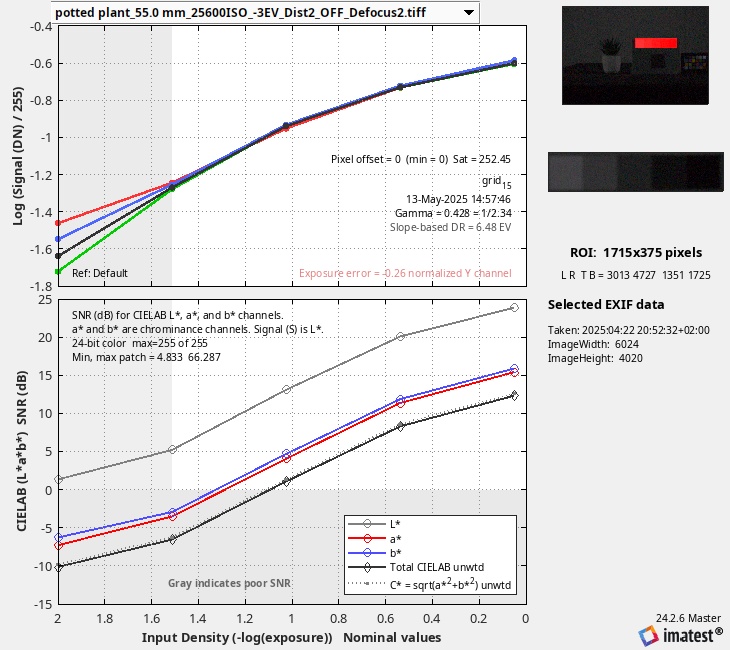 potted plant_55.0 mm_25600ISO_-3EV_Dist2_OFF_Defocus2.tiff
Log (Signal (DN) / 255)
-0.4
-0.6
-0.8
-1
-1.2
-1.4
-1.6
-1.8
Pixel offset = 0 (min = 0) Sat = 252.45
grid15
13-May-2025 14:57:46
Gamma = 0.428 = 1/2.34
Slope-based DR = 6.48 EV
Ref: Default
Exposure error = -0.26 normalized Y channel
CIELAB (L*a*b*) SNR (dB)
25
20
15
10
5
0
-5
-10
-15
SNR (dB) for CIELAB L*, a*, and b* channels.
a* and b* are chrominance channels. Signal (S) is L*.
24-bit color max=255 of 255
Min, max patch = 4.833 66.287
L*
a*
b*
Total CIELAB unwtd
C* = sqrt(a*2+b*2) unwtd
Gray indicates poor SNR
2 1.8 1.6 1.4 1.2 1 0.8 0.6 0.4 0.2 0
Input Density (-log(exposure)) Nominal values
ROI: 1715x375 pixels
L R T B = 3013 4727 1351 1725
Selected EXIF data
Taken: 2025:04:22 20:52:32+02:00
ImageWidth: 6024
ImageHeight: 4020
24.2.6 Master
imatest®